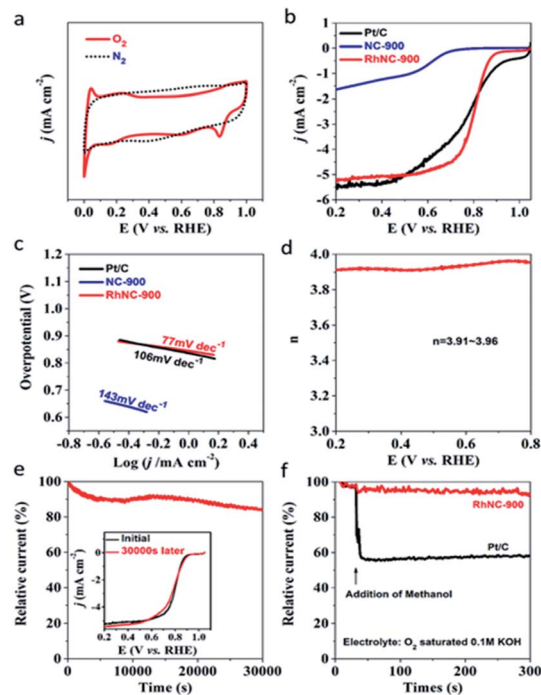 a
O2
N2
j (mA cm-2)
0.0 0.2 0.4 0.6 0.8 1.0
E (V vs. RHE)
b
Pt/C
NC-900
RhNC-900
j (mA cm-2)
1
0
-1
-2
-3
-4
-5
-6
0.2 0.4 0.6 0.8 1.0
E (V vs. RHE)
c
Pt/C
NC-900
RhNC-900
Overpotential (V)
1.2
1.1
1.0
0.9
0.8
0.7
0.6
0.5
77mV dec-1
106mV dec-1
143mV dec-1
-0.8 -0.6 -0.4 -0.2 0.0 0.2 0.4 0.6
Log (j /mA cm-2)
d
n
4.0
3.8
3.6
3.4
3.2
3.0
n=3.91~3.96
0.2 0.4 0.6 0.8
E (V vs. RHE)
e
Relative current (%)
100
80
60
40
20
0
Initial
30000s later
j (mA cm-2)
0
-2
-4
0.2 0.4 0.6 0.8 1.0
E (V vs. RHE)
0 10000 20000 30000
Time (s)
f
Relative current (%)
100
80
60
40
20
0
RhNC-900
Pt/C
Addition of Methanol
Electrolyte: O2 saturated 0.1M KOH
0 100 200 300
Times (s)